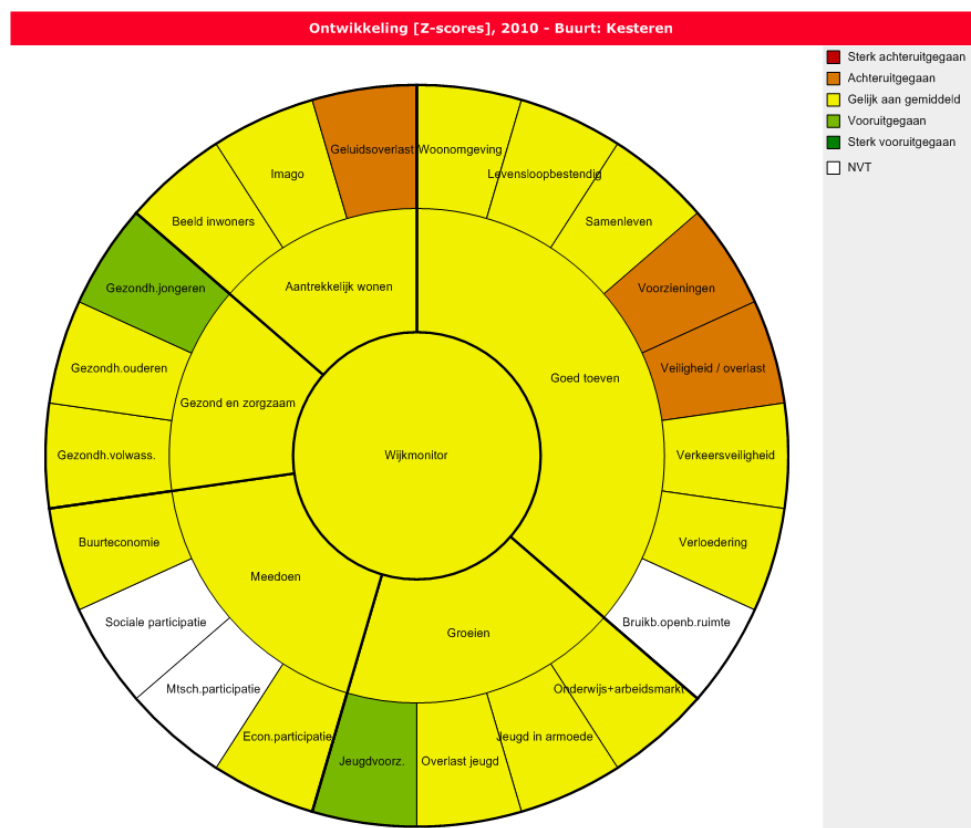 Ontwikkeling [Z-scores], 2010 - Buurt: Kesteren
Sterk achteruitgegaan
Achteruitgegaan
Gelijk aan gemiddeld
Vooruitgegaan
Sterk vooruitgegaan
NVT
Geluidsoverlast
Woonomgeving
Imago
Levensloopbestendig
Beeld inwoners
Samenleven
Gezondh.jongeren
Aantrekkelijk wonen
Voorzieningen
Gezondh.ouderen
Goed toeven
Veiligheid / overlast
Gezond en zorgzaam
Gezondh.volwass.
Wijkmonitor
Verkeersveiligheid
Buurteconomie
Verloedering
Meedoen
Sociale participatie
Groeien
Bruikb.openb.ruimte
Mtsch.participatie
Onderwijs+arbeidsmarkt
Econ.participatie
Jeugd in armoede
Jeugdvoorz.
Overlast jeugd